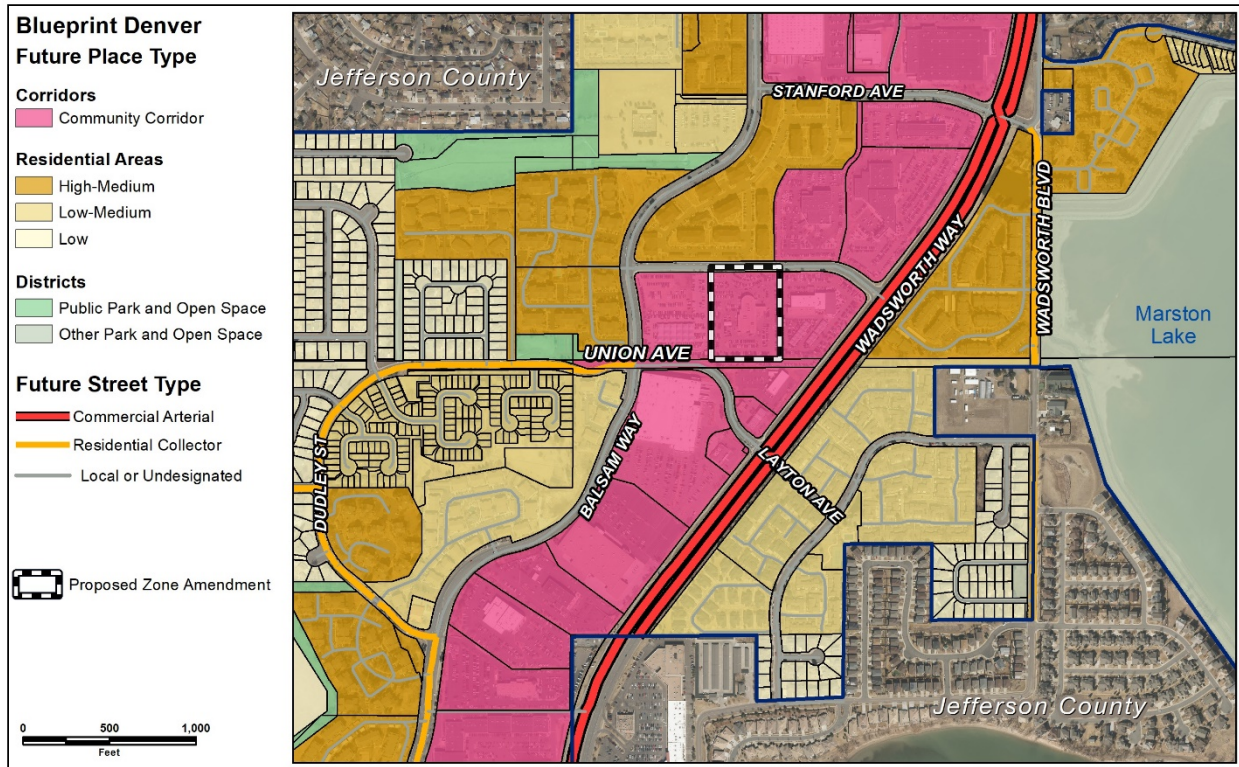 Blueprint Denver
Future Place Type
Corridors
Community Corridor
Residential Areas
High-Medium
Low-Medium
Low
Districts
Public Park and Open Space
Other Park and Open Space
Future Street Type
Commercial Arterial
Residential Collector
Local or Undesignated
Proposed Zone Amendment
0 500 1,000
Feet
Jefferson County
STANFORD AVE
WADSWORTH BLVD
WADSWORTH WAY
Marston
Lake
UNION AVE
DUDLEY ST
BALSAM WAY
LAYTON AVE
Jefferson County